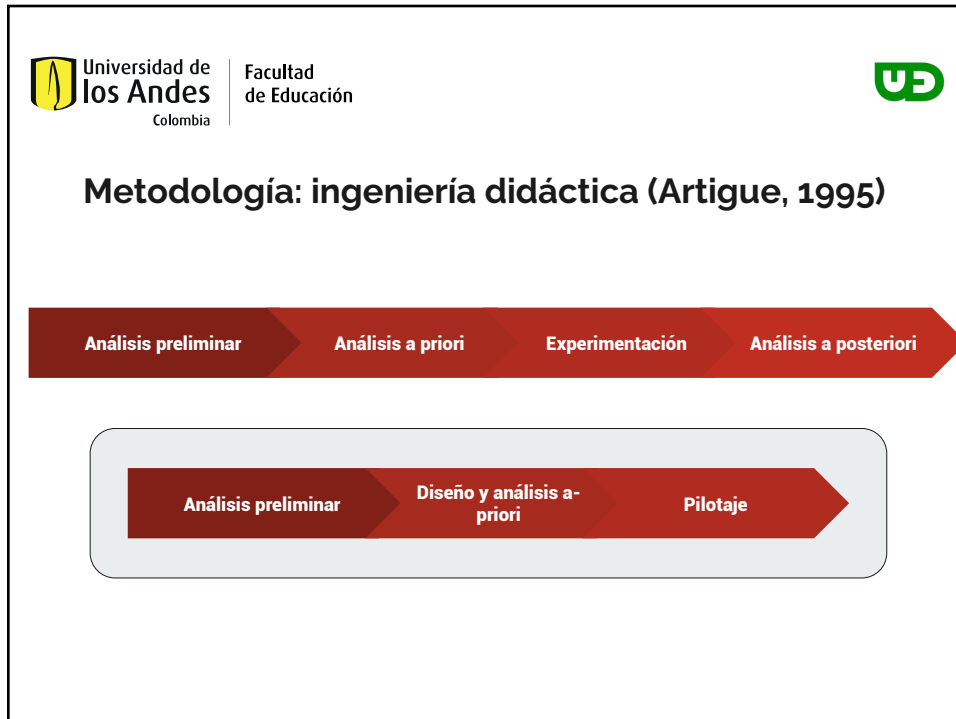 Universidad de
los Andes
Colombia
Facultad
de Educación
UD
Metodología: ingeniería didáctica (Artigue, 1995)
Análisis preliminar
Análisis a priori
Experimentación
Análisis a posteriori
Análisis preliminar
Diseño y análisis a-
priori
Pilotaje